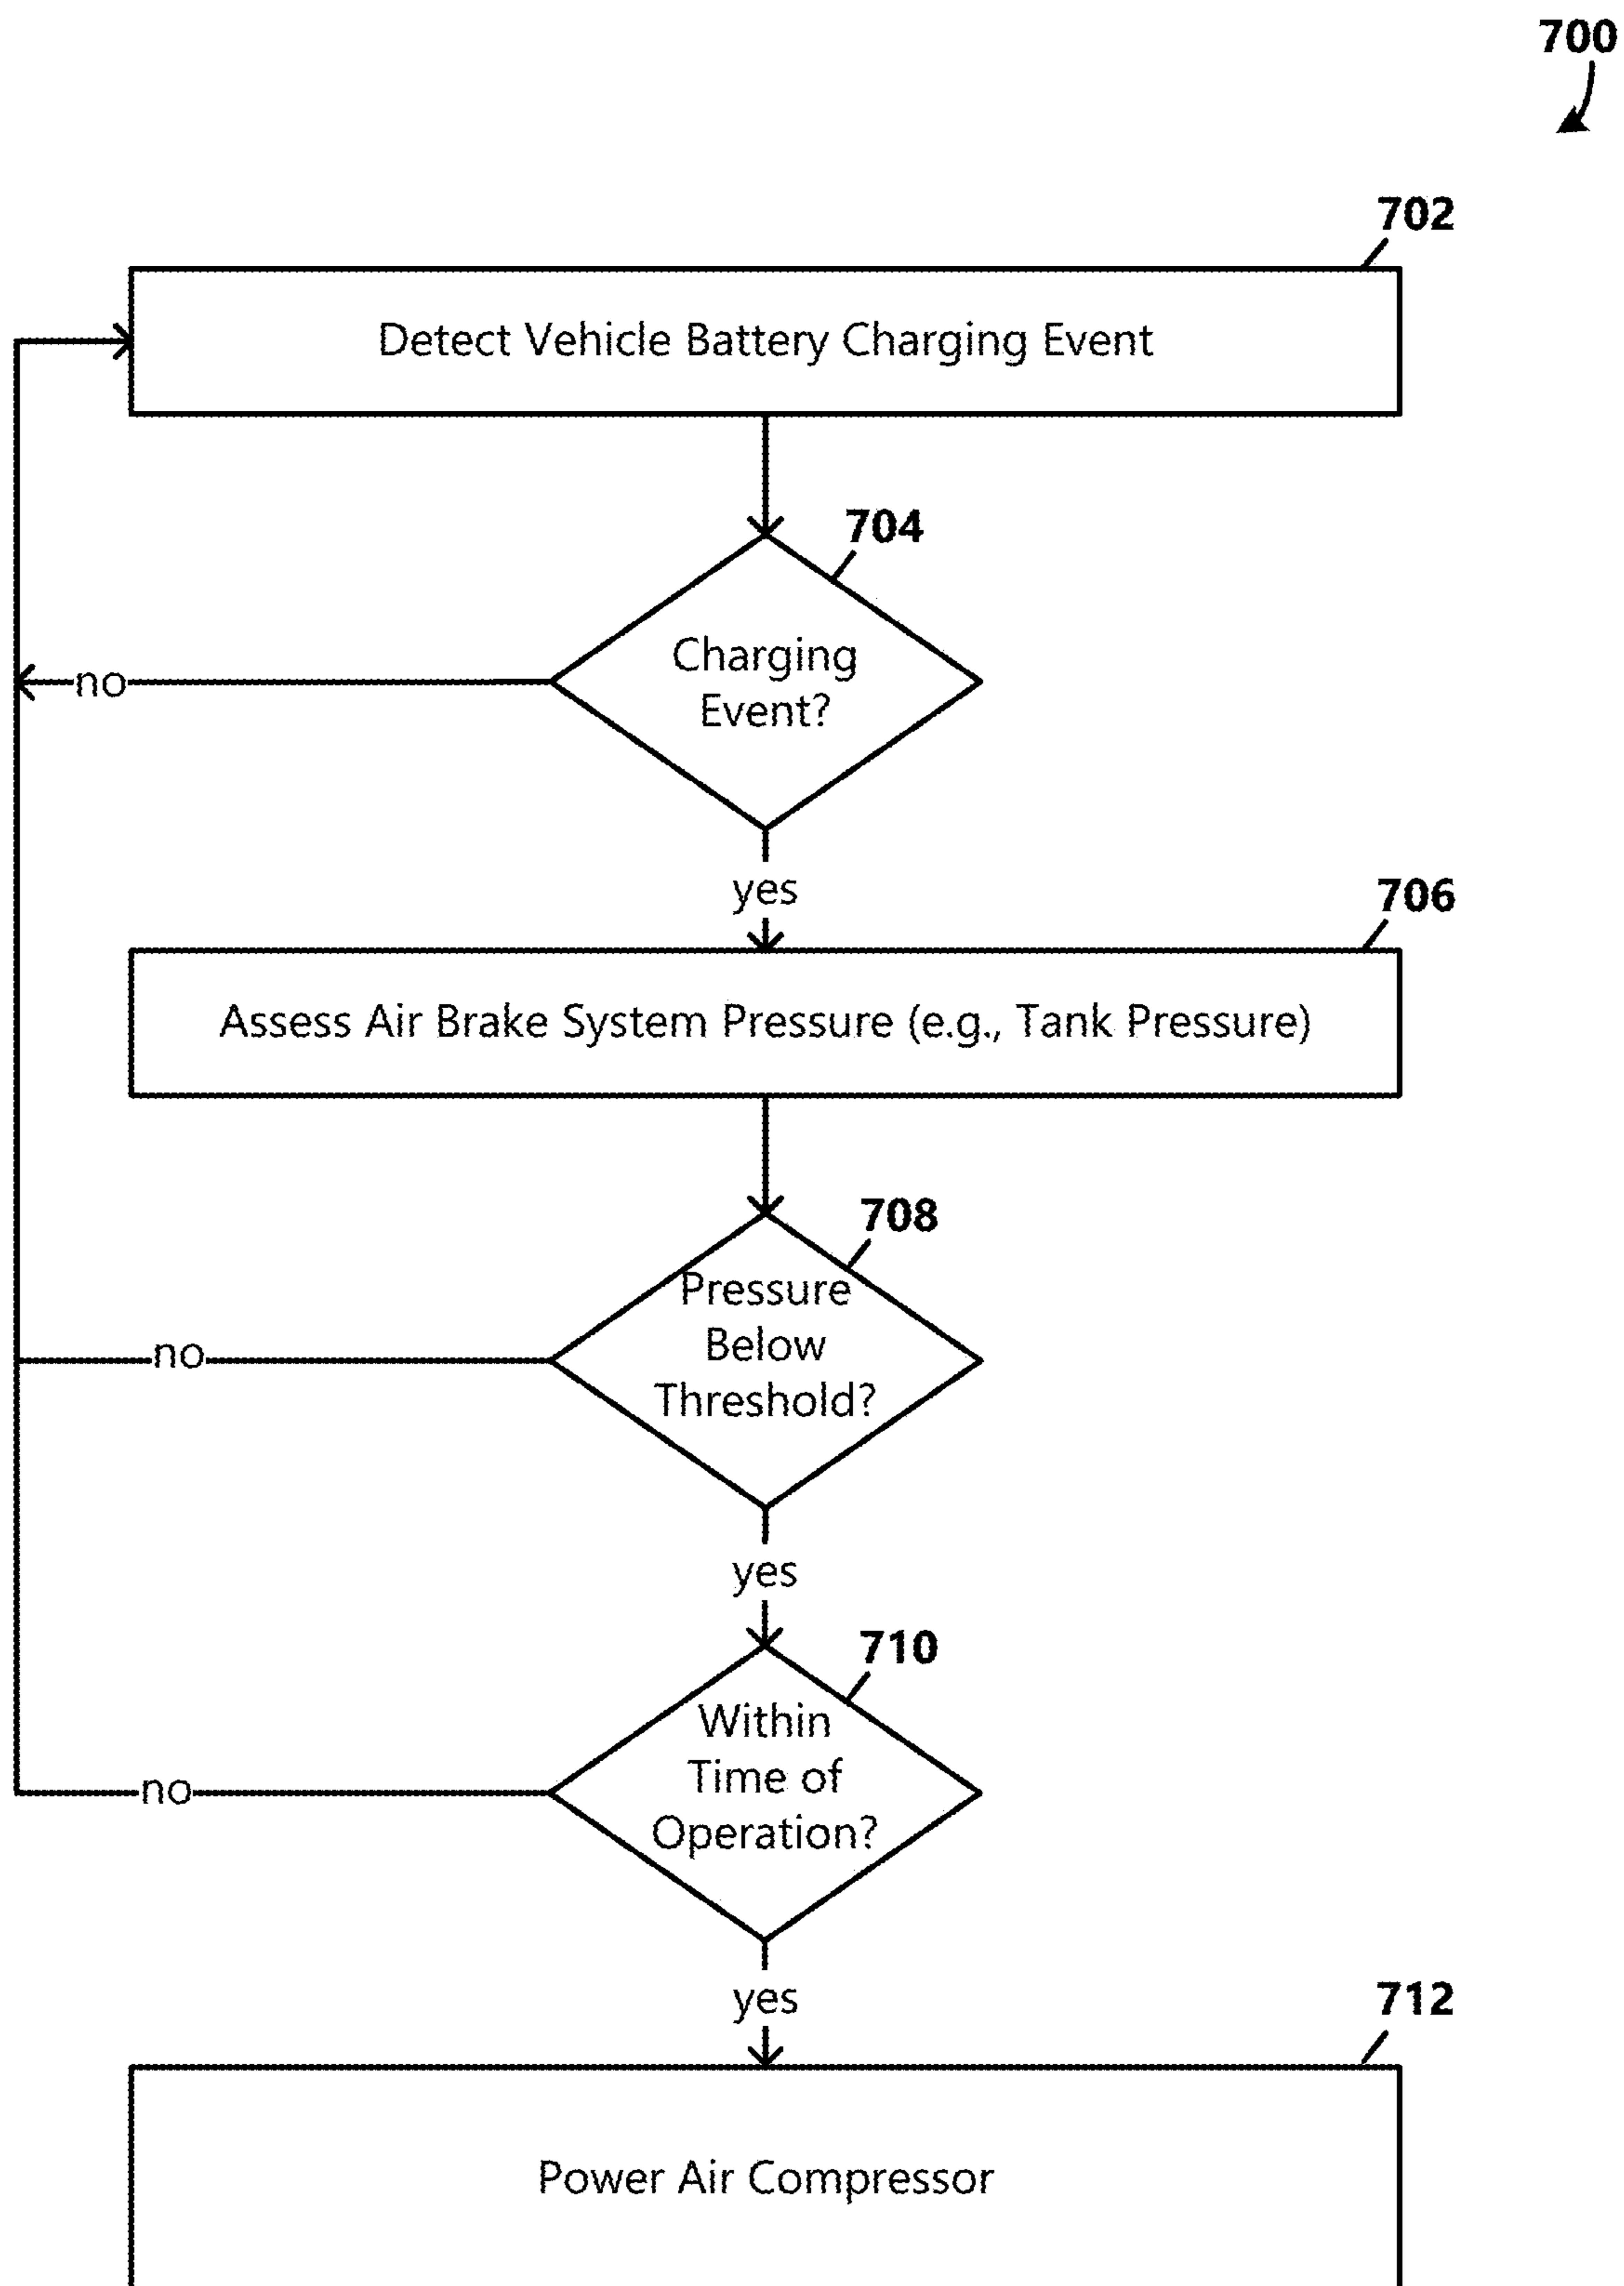 700
702
Detect Vehicle Battery Charging Event
704
Charging
Event?
no
yes
706
Assess Air Brake System Pressure (e.g., Tank Pressure)
708
Pressure
Below
Threshold?
no
yes
710
Within
Time of
Operation?
no
yes
712
Power Air Compressor